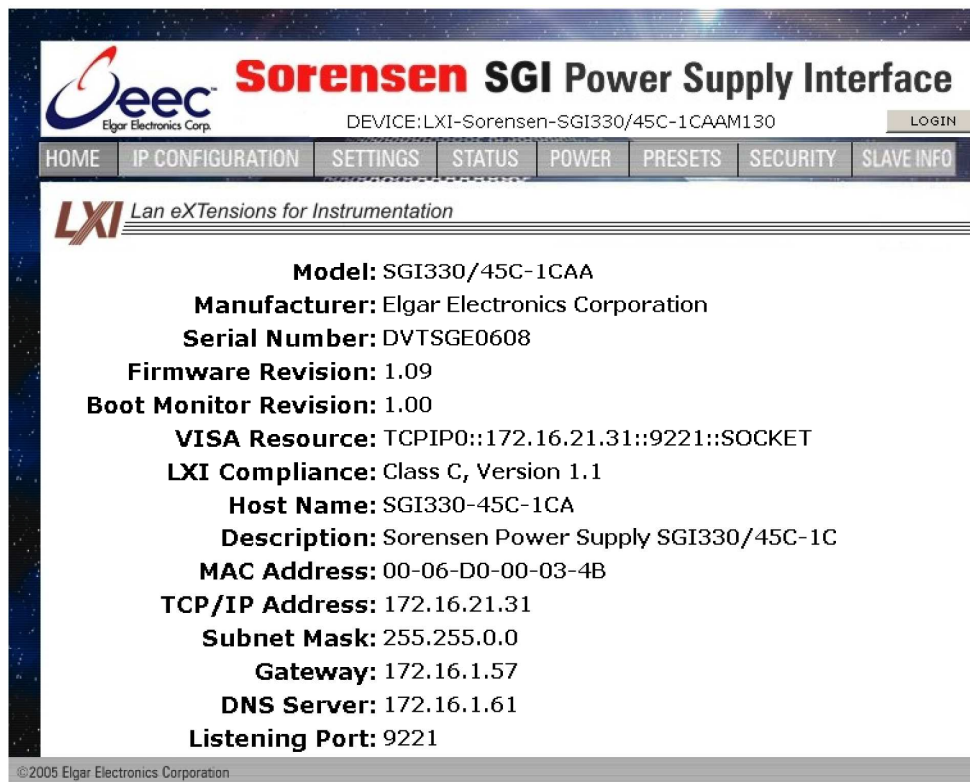 eec™
Elgar Electronics Corp.
Sorensen SGI Power Supply Interface
DEVICE:LXI-Sorensen-SGI330/45C-1CAAM130
LOGIN
HOME IP CONFIGURATION SETTINGS STATUS POWER PRESETS SECURITY SLAVE INFO
LXI Lan eXTensions for Instrumentation
Model: SGI330/45C-1CAA
Manufacturer: Elgar Electronics Corporation
Serial Number: DVTSGE0608
Firmware Revision: 1.09
Boot Monitor Revision: 1.00
VISA Resource: TCPIP0::172.16.21.31::9221::SOCKET
LXI Compliance: Class C, Version 1.1
Host Name: SGI330-45C-1CA
Description: Sorensen Power Supply SGI330/45C-1C
MAC Address: 00-06-D0-00-03-4B
TCP/IP Address: 172.16.21.31
Subnet Mask: 255.255.0.0
Gateway: 172.16.1.57
DNS Server: 172.16.1.61
Listening Port: 9221
©2005 Elgar Electronics Corporation